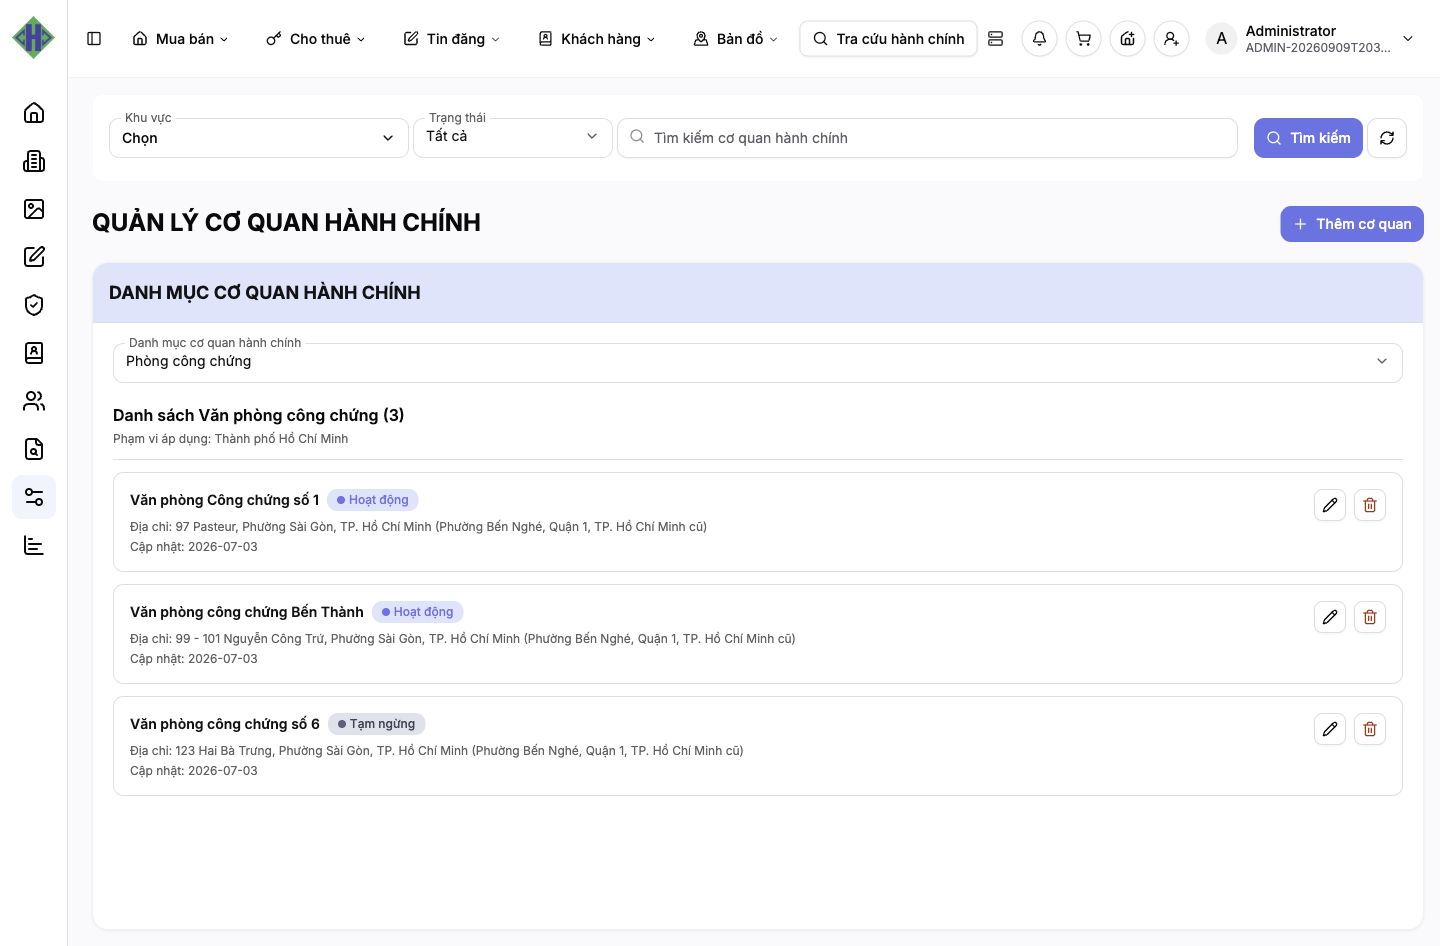 Mua bán
Cho thuê
Tin đăng
Khách hàng
Bản đồ
Tra cứu hành chính
A
Administrator
ADMIN-20260909T203...
Khu vực
Chọn
Trạng thái
Tất cả
Tìm kiếm cơ quan hành chính
Tìm kiếm
QUẢN LÝ CƠ QUAN HÀNH CHÍNH
Thêm cơ quan
DANH MỤC CƠ QUAN HÀNH CHÍNH
Danh mục cơ quan hành chính
Phòng công chứng
Danh sách Văn phòng công chứng (3)
Phạm vi áp dụng: Thành phố Hồ Chí Minh
Văn phòng Công chứng số 1 Hoạt động
Địa chỉ: 97 Pasteur, Phường Sài Gòn, TP. Hồ Chí Minh (Phường Bến Nghé, Quận 1, TP. Hồ Chí Minh cũ)
Cập nhật: 2026-07-03
Văn phòng công chứng Bến Thành Hoạt động
Địa chỉ: 99 - 101 Nguyễn Công Trứ, Phường Sài Gòn, TP. Hồ Chí Minh (Phường Bến Nghé, Quận 1, TP. Hồ Chí Minh cũ)
Cập nhật: 2026-07-03
Văn phòng công chứng số 6 Tạm ngừng
Địa chỉ: 123 Hai Bà Trưng, Phường Sài Gòn, TP. Hồ Chí Minh (Phường Bến Nghé, Quận 1, TP. Hồ Chí Minh cũ)
Cập nhật: 2026-07-03